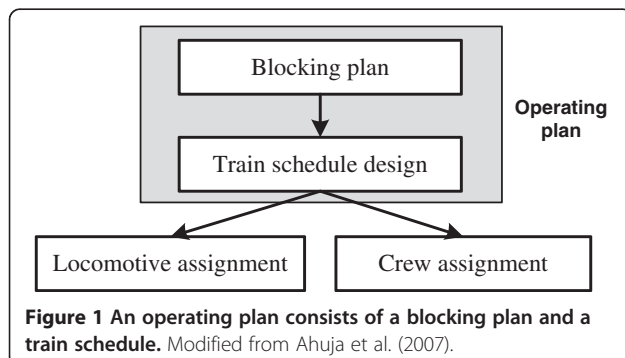 Blocking plan
Operating
plan
Train schedule design
Locomotive assignment
Crew assignment
Figure 1 An operating plan consists of a blocking plan and a
train schedule. Modified from Ahuja et al. (2007).